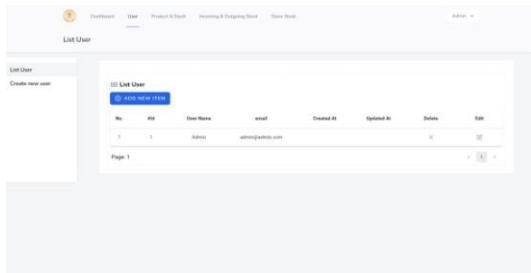 Dashboard User Product & Stock Incoming & Outgoing Stock Store Stock Admin
List User
List User
Create new user
List User
ADD NEW ITEM
No. #Id User Name email Created At Updated At Delete Edit
1 1 Admin admin@admin.com
Page: 1
1